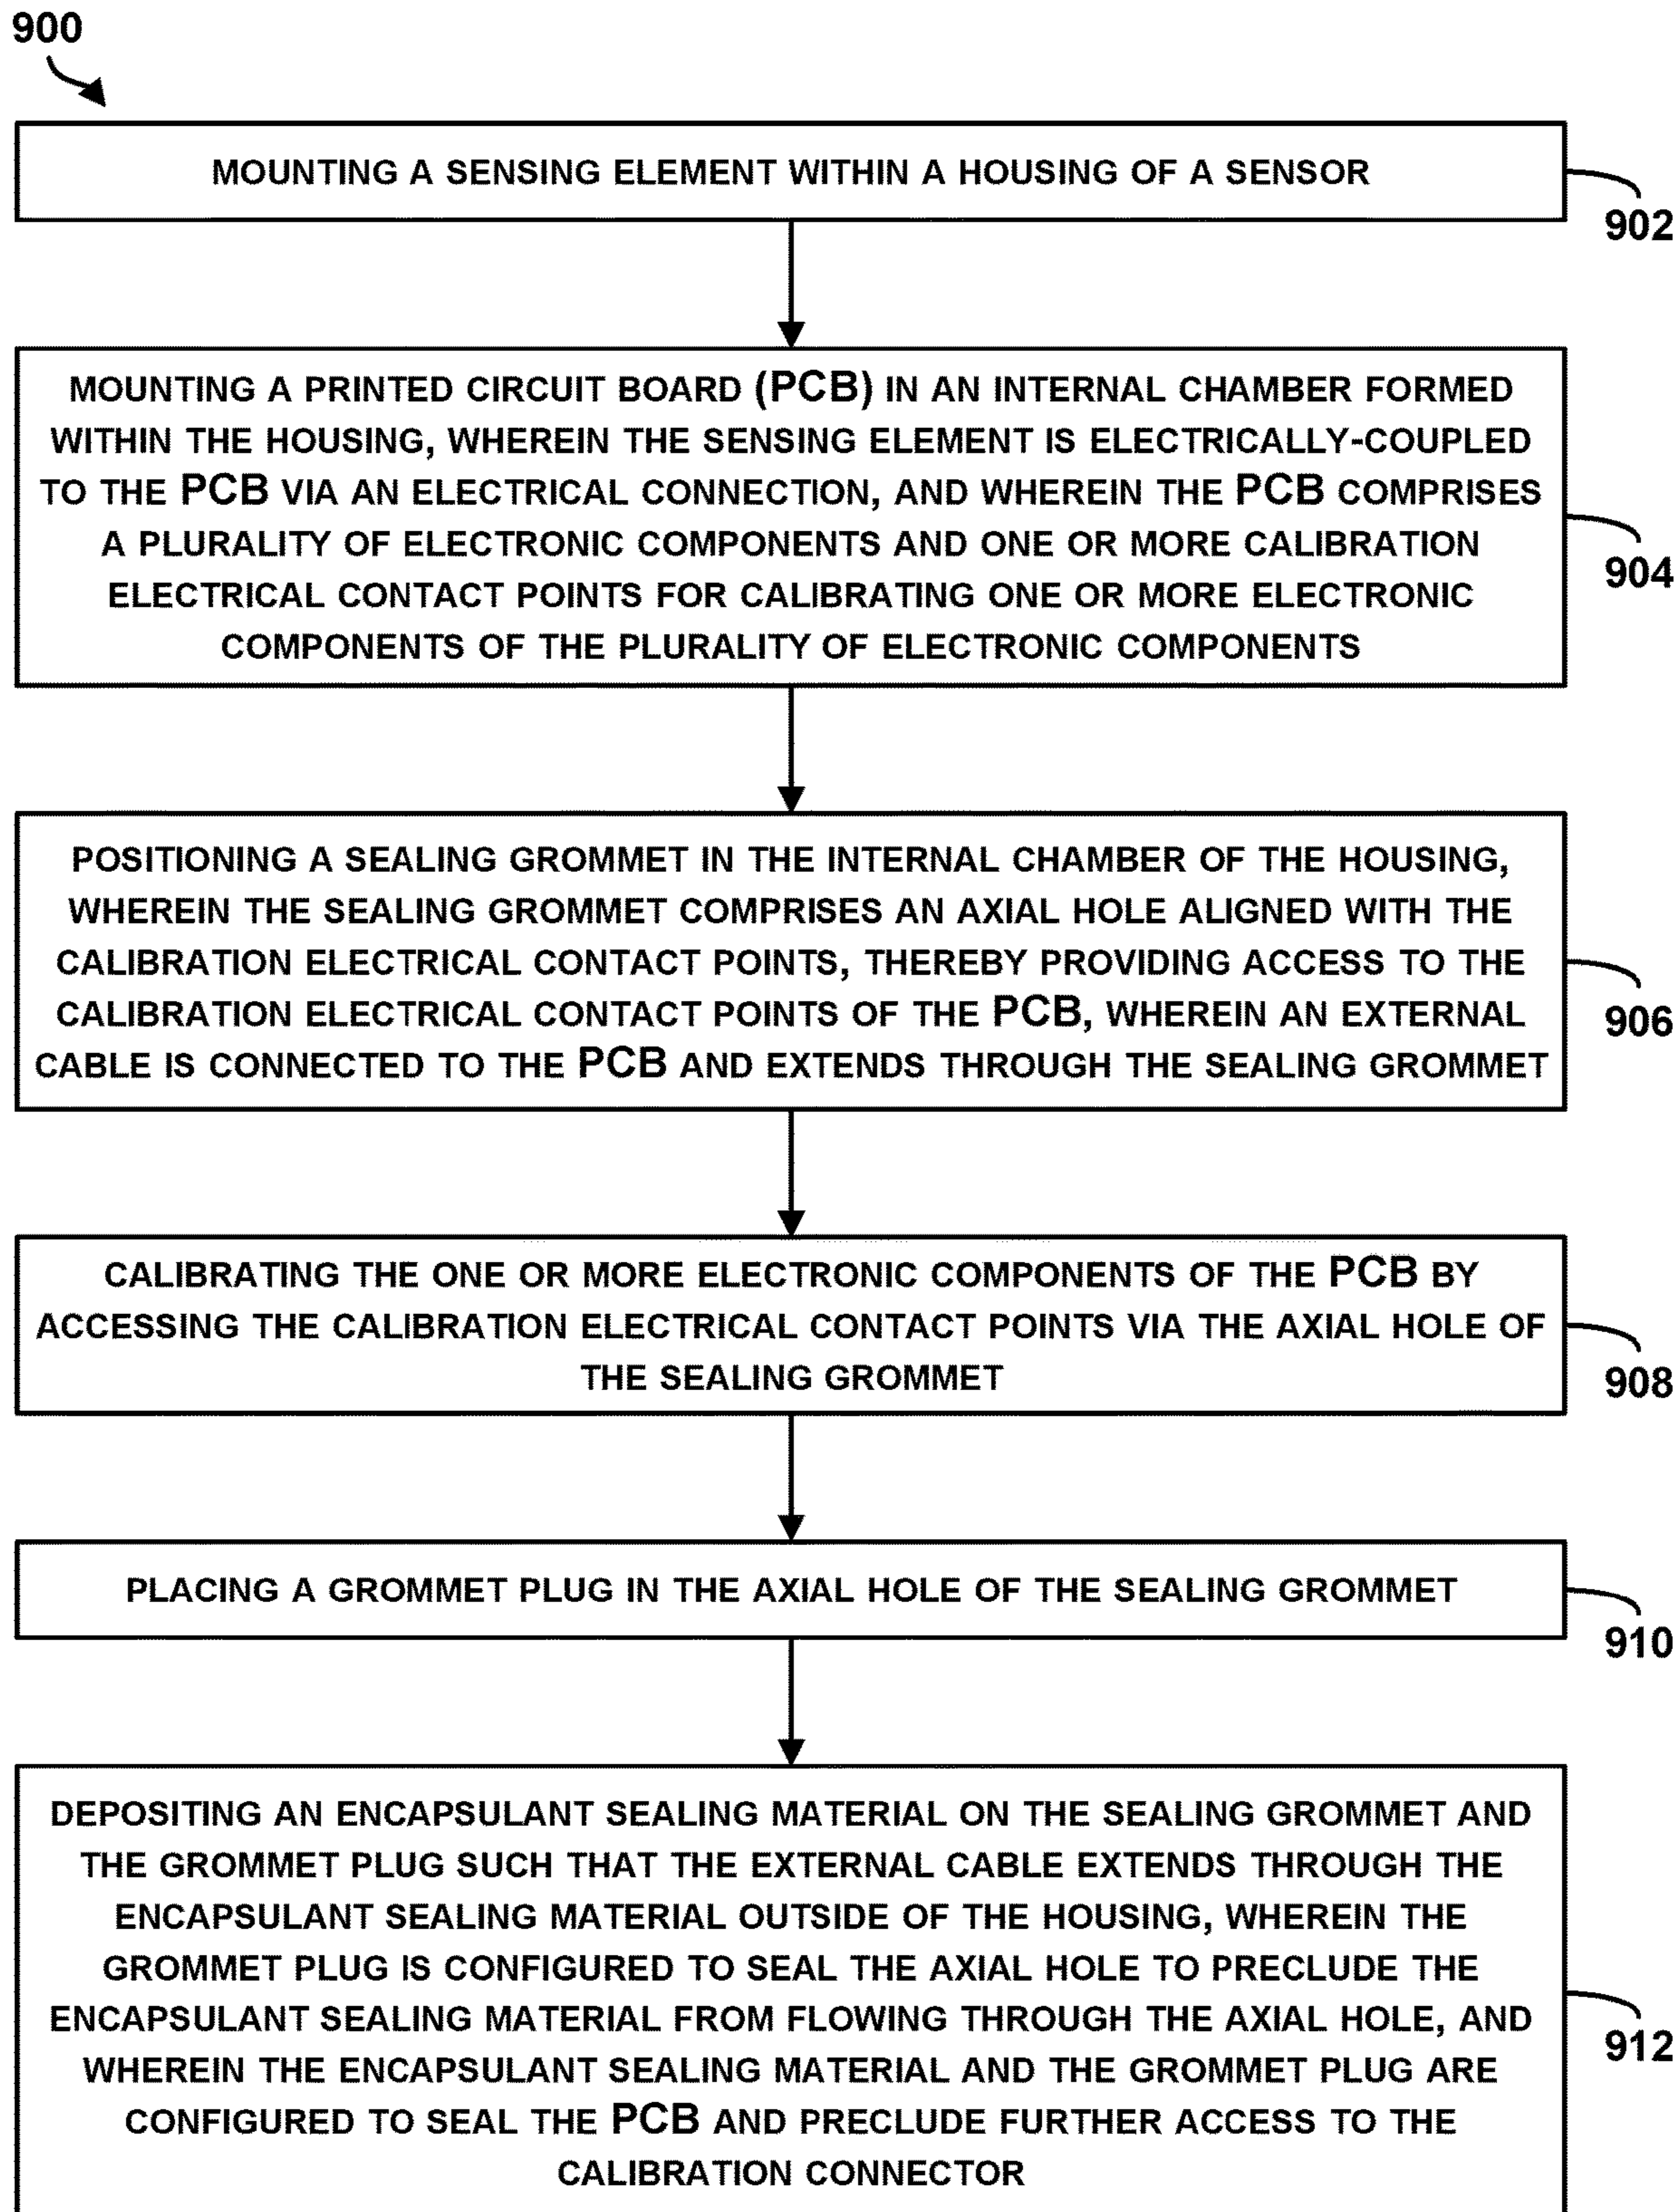 900
MOUNTING A SENSING ELEMENT WITHIN A HOUSING OF A SENSOR
902
MOUNTING A PRINTED CIRCUIT BOARD (PCB) IN AN INTERNAL CHAMBER FORMED
WITHIN THE HOUSING, WHEREIN THE SENSING ELEMENT IS ELECTRICALLY-COUPLED
TO THE PCB VIA AN ELECTRICAL CONNECTION, AND WHEREIN THE PCB COMPRISES
A PLURALITY OF ELECTRONIC COMPONENTS AND ONE OR MORE CALIBRATION
ELECTRICAL CONTACT POINTS FOR CALIBRATING ONE OR MORE ELECTRONIC
COMPONENTS OF THE PLURALITY OF ELECTRONIC COMPONENTS
904
POSITIONING A SEALING GROMMET IN THE INTERNAL CHAMBER OF THE HOUSING,
WHEREIN THE SEALING GROMMET COMPRISES AN AXIAL HOLE ALIGNED WITH THE
CALIBRATION ELECTRICAL CONTACT POINTS, THEREBY PROVIDING ACCESS TO THE
CALIBRATION ELECTRICAL CONTACT POINTS OF THE PCB, WHEREIN AN EXTERNAL
CABLE IS CONNECTED TO THE PCB AND EXTENDS THROUGH THE SEALING GROMMET
906
CALIBRATING THE ONE OR MORE ELECTRONIC COMPONENTS OF THE PCB BY
ACCESSING THE CALIBRATION ELECTRICAL CONTACT POINTS VIA THE AXIAL HOLE OF
THE SEALING GROMMET
908
PLACING A GROMMET PLUG IN THE AXIAL HOLE OF THE SEALING GROMMET
910
DEPOSITING AN ENCAPSULANT SEALING MATERIAL ON THE SEALING GROMMET AND
THE GROMMET PLUG SUCH THAT THE EXTERNAL CABLE EXTENDS THROUGH THE
ENCAPSULANT SEALING MATERIAL OUTSIDE OF THE HOUSING, WHEREIN THE
GROMMET PLUG IS CONFIGURED TO SEAL THE AXIAL HOLE TO PRECLUDE THE
ENCAPSULANT SEALING MATERIAL FROM FLOWING THROUGH THE AXIAL HOLE, AND
WHEREIN THE ENCAPSULANT SEALING MATERIAL AND THE GROMMET PLUG ARE
CONFIGURED TO SEAL THE PCB AND PRECLUDE FURTHER ACCESS TO THE
CALIBRATION CONNECTOR
912